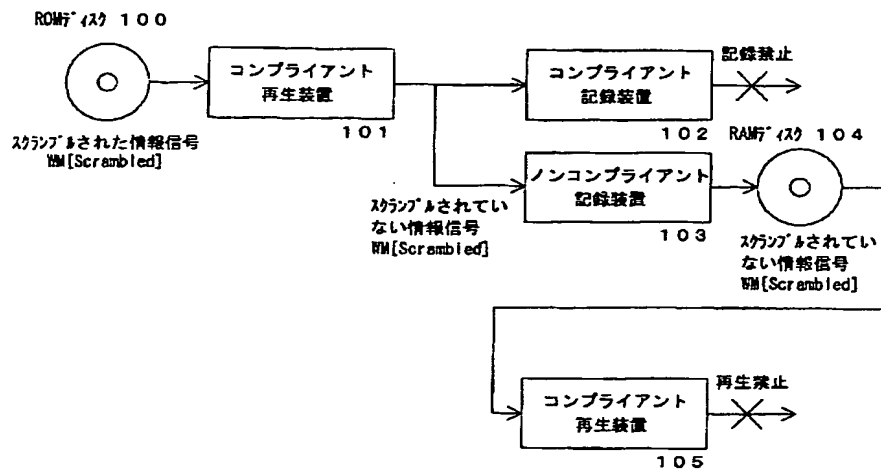 ROMﾃﾞｨｽｸ 100
コンプライアント
再生装置
101
スクランブルされた情報信号
WM[Scrambled]
コンプライアント
記録装置
102
記録禁止
スクランブルされてい
ない情報信号
WM[Scrambled]
ノンコンプライアント
記録装置
103
RAMﾃﾞｨｽｸ 104
スクランブルされてい
ない情報信号
WM[Scrambled]
コンプライアント
再生装置
105
再生禁止